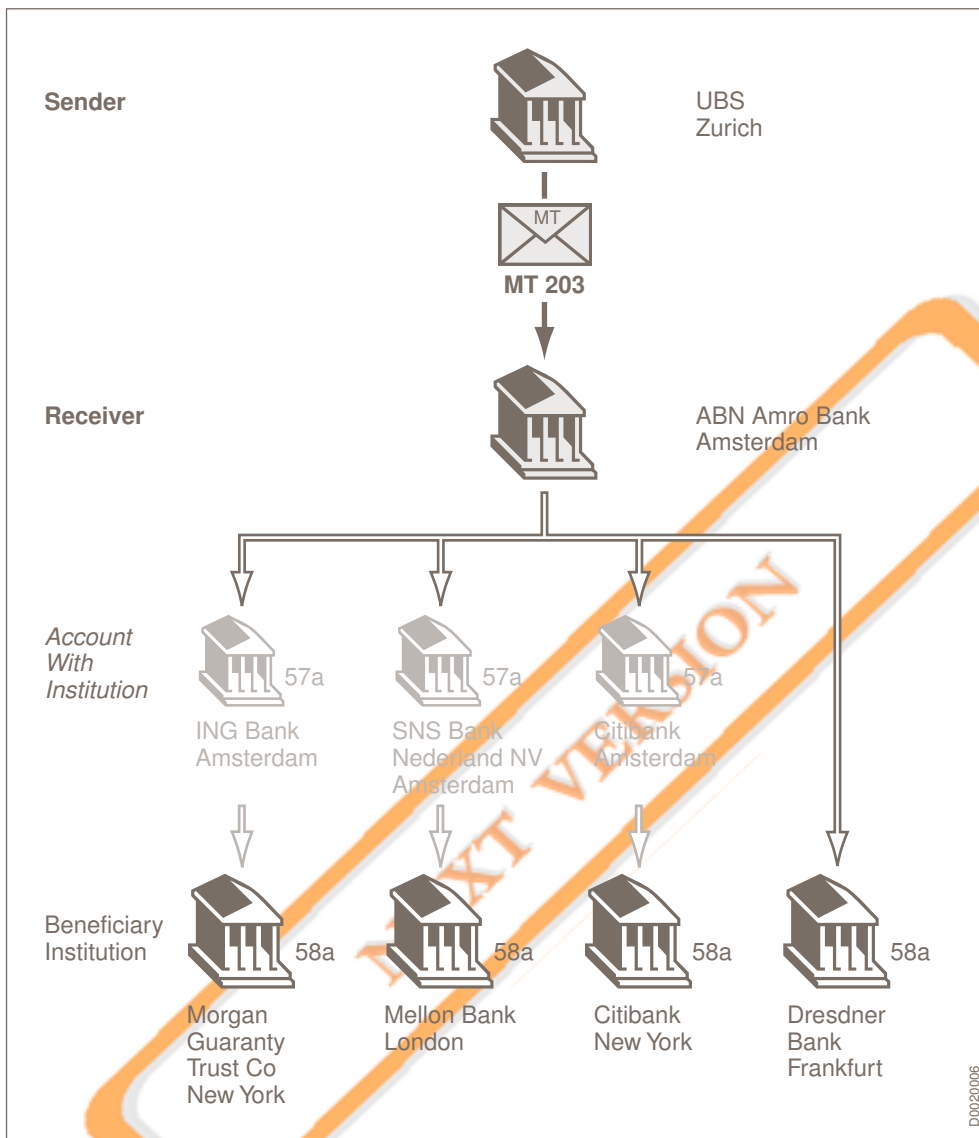 Sender
UBS
Zurich
MT
MT 203
Receiver
ABN Amro Bank
Amsterdam
Account
With
Institution
57a
57a
57a
ING Bank
Amsterdam
SNS Bank
Nederland NV
Amsterdam
Citibank
Amsterdam
NEXT VERSION
Beneficiary
Institution
58a
58a
58a
58a
Morgan
Guaranty
Trust Co
New York
Mellon Bank
London
Citibank
New York
Dresdner
Bank
Frankfurt
D0020006